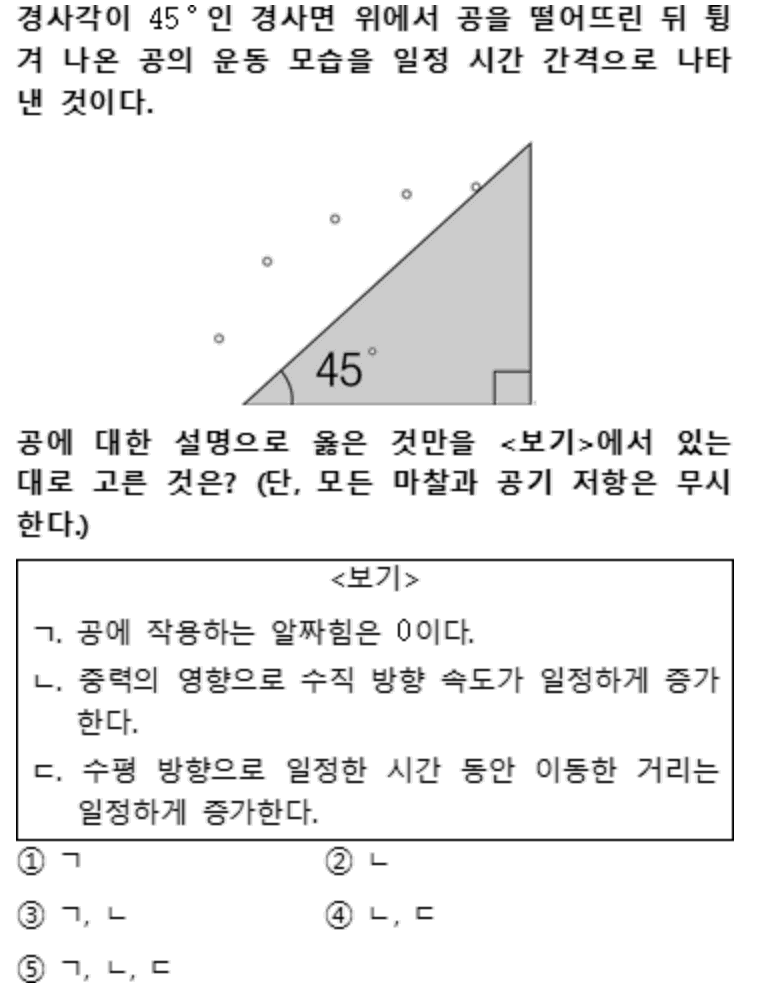 경사각이 45°인 경사면 위에서 공을 떨어뜨린 뒤 튕
겨 나온 공의 운동 모습을 일정 시간 간격으로 나타
낸 것이다.
45°
공에 대한 설명으로 옳은 것만을 <보기>에서 있는
대로 고른 것은? (단, 모든 마찰과 공기 저항은 무시
한다.)
<보기>
ㄱ. 공에 작용하는 알짜힘은 0이다.
ㄴ. 중력의 영향으로 수직 방향 속도가 일정하게 증가
한다.
ㄷ. 수평 방향으로 일정한 시간 동안 이동한 거리는
일정하게 증가한다.
① ㄱ ② ㄴ
③ ㄱ, ㄴ ④ ㄴ, ㄷ
⑤ ㄱ, ㄴ, ㄷ